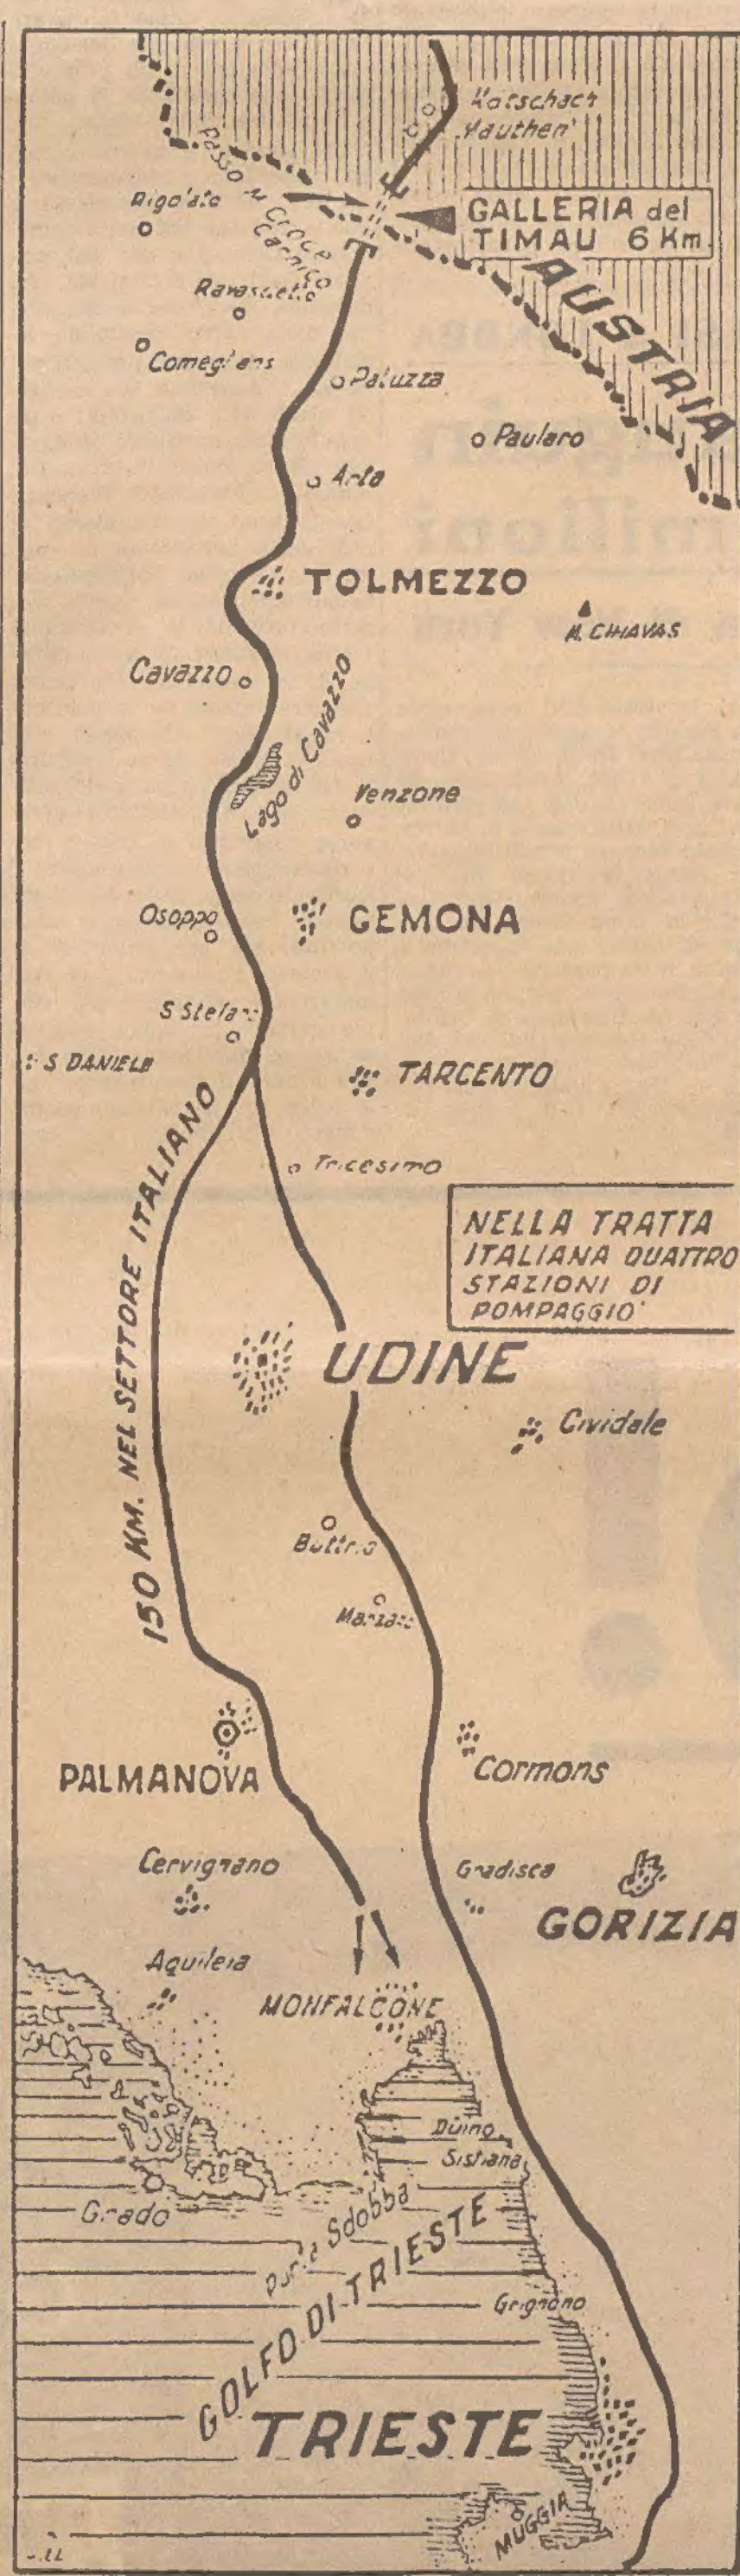 Kotschach
Mauthen
Passo M. Croce
Carnico
GALLERIA del
TIMAU 6 Km.
Rigolato
AUSTRIA
Ravascletto
Comeglians
Paluzza
Paularo
Arta
TOLMEZZO
M. CHIAVAS
Cavazzo
Lago di Cavazzo
Venzone
Osoppo
GEMONA
S Stefano
S DANIELE
TARCENTO
Tricesimo
150 KM. NEL SETTORE ITALIANO
NELLA TRATTA
ITALIANA QUATTRO
STAZIONI DI
POMPAGGIO
UDINE
Cividale
Buttrio
Manzano
PALMANOVA
Cormons
Cervignano
Gradisca
GORIZIA
Aquileia
MONFALCONE
Duino
Sistiana
Grado
Punta Sdobba
GOLFO DI TRIESTE
Grignano
TRIESTE
MUGGIA